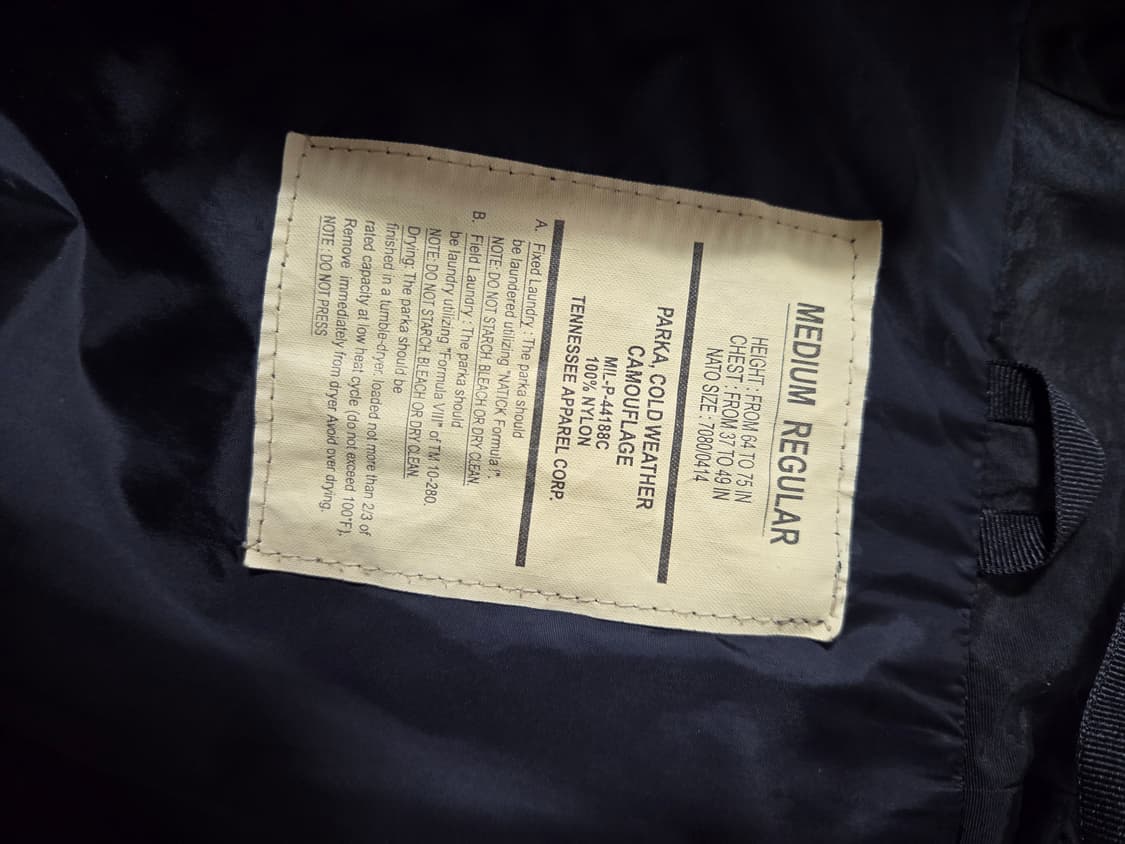 MEDIUM REGULAR
HEIGHT : FROM 64 TO 75 IN
CHEST : FROM 37 TO 49 IN
NATO SIZE : 7080/0414
PARKA, COLD WEATHER
CAMOUFLAGE
MIL-P-44188C
100% NYLON
TENNESSEE APPAREL CORP.
A. Fixed Laundry : The parka should
be laundered utilizing "NATICK Formula I".
NOTE: DO NOT STARCH. BLEACH OR DRY CLEAN.
B. Field Laundry : The parka should
be laundry utilizing "Formula VIII" of TM 10-280.
NOTE: DO NOT STARCH. BLEACH OR DRY CLEAN.
Drying: The parka should be
finished in a tumble-dryer, loaded not more than 2/3 of
rated capacity at low heat cycle (do not exceed 100°F).
Remove immediately from dryer Avoid over drying.
NOTE : DO NOT PRESS